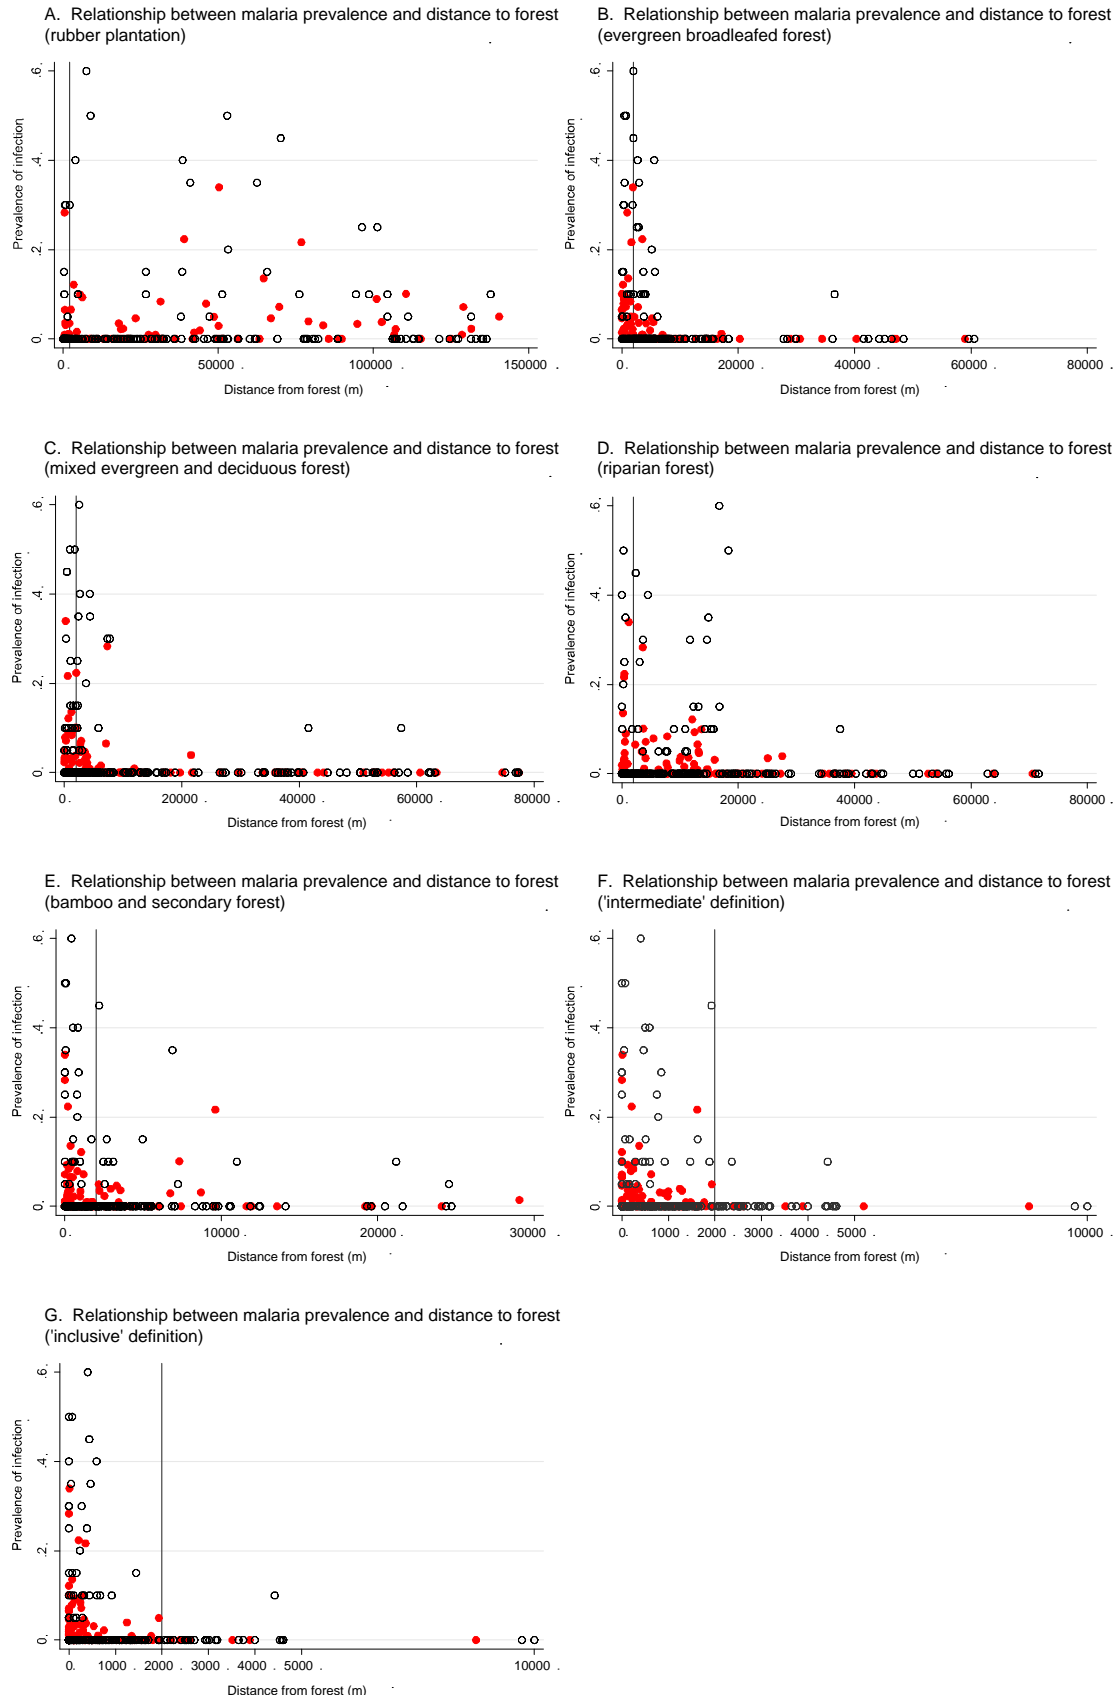 A.  Relationship between malaria prevalence and distance to forest
(rubber plantation)
Prevalence of infection
.6.
.4.
.2.
0.
0. 50000 . 100000 . 150000 .
Distance from forest (m)
B.  Relationship between malaria prevalence and distance to forest
(evergreen broadleafed forest)
Prevalence of infection
.6.
.4.
.2.
0.
0. 20000 . 40000 . 60000 . 80000 .
Distance from forest (m)
C.  Relationship between malaria prevalence and distance to forest
(mixed evergreen and deciduous forest)
Prevalence of infection
.6.
.4.
.2.
0.
0. 20000 . 40000 . 60000 . 80000 .
Distance from forest (m)
D.  Relationship between malaria prevalence and distance to forest
(riparian forest)
Prevalence of infection
.6.
.4.
.2.
0.
0. 20000 . 40000 . 60000 . 80000 .
Distance from forest (m)
E.  Relationship between malaria prevalence and distance to forest
(bamboo and secondary forest)
Prevalence of infection
.6.
.4.
.2.
0.
0. 10000 . 20000 . 30000 .
Distance from forest (m)
F.  Relationship between malaria prevalence and distance to forest
('intermediate' definition)
Prevalence of infection
.6.
.4.
.2.
0.
0. 1000 . 2000 . 3000 . 4000 . 5000 . 10000 .
Distance from forest (m)
G.  Relationship between malaria prevalence and distance to forest
('inclusive' definition)
Prevalence of infection
.6.
.4.
.2.
0.
0. 1000 . 2000 . 3000 . 4000 . 5000 . 10000 .
Distance from forest (m)